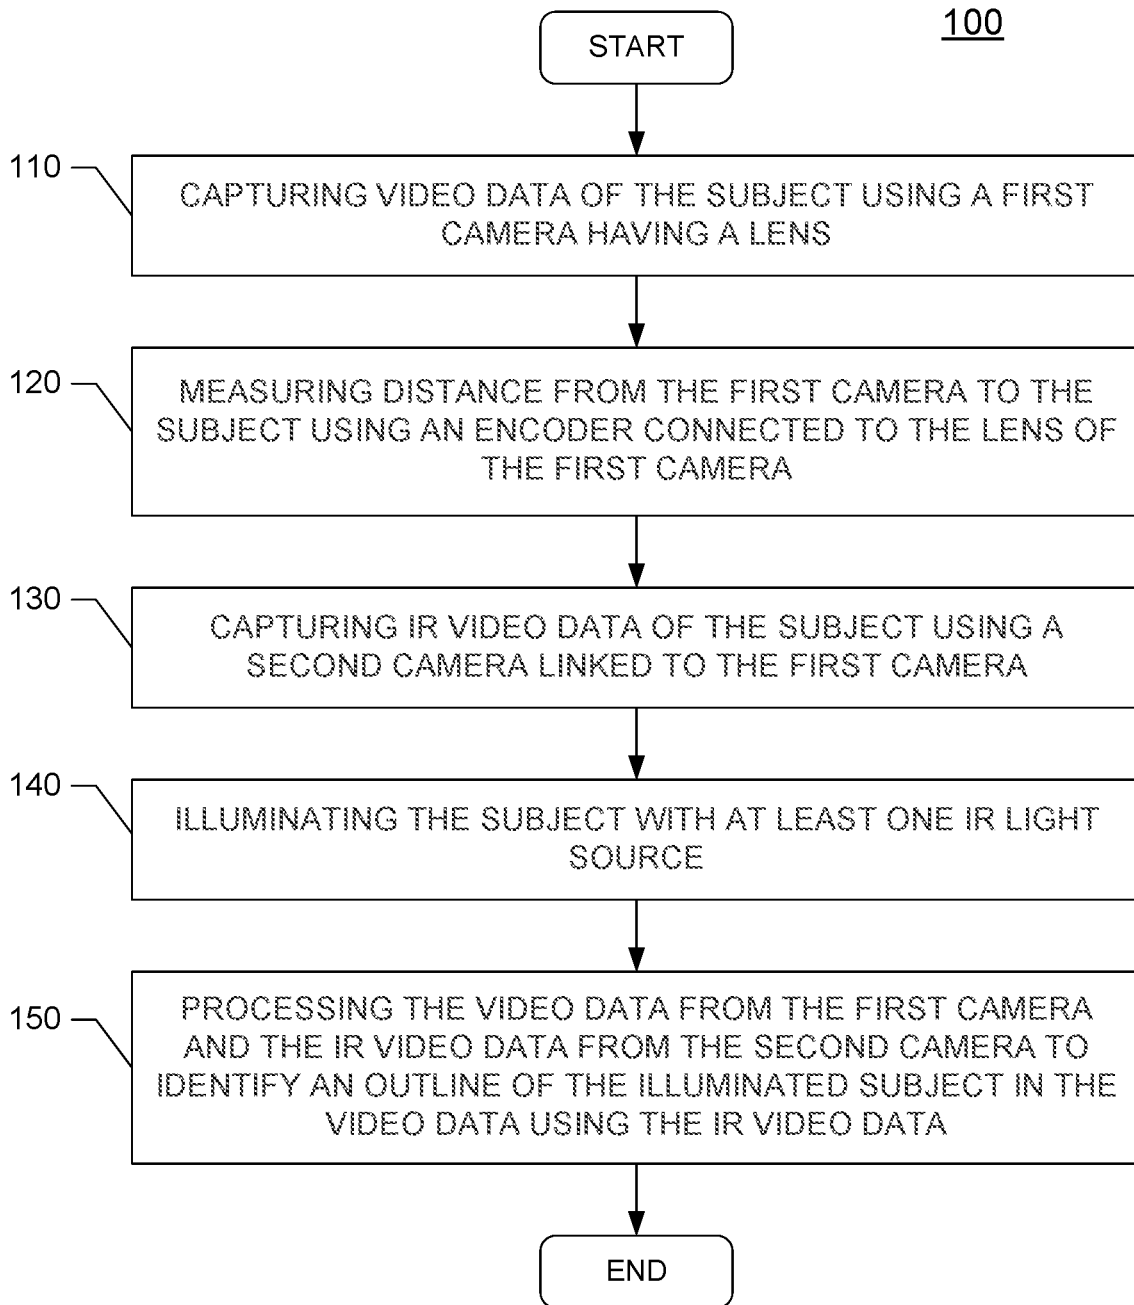 100
START
110
CAPTURING VIDEO DATA OF THE SUBJECT USING A FIRST
CAMERA HAVING A LENS
120
MEASURING DISTANCE FROM THE FIRST CAMERA TO THE
SUBJECT USING AN ENCODER CONNECTED TO THE LENS OF
THE FIRST CAMERA
130
CAPTURING IR VIDEO DATA OF THE SUBJECT USING A
SECOND CAMERA LINKED TO THE FIRST CAMERA
140
ILLUMINATING THE SUBJECT WITH AT LEAST ONE IR LIGHT
SOURCE
150
PROCESSING THE VIDEO DATA FROM THE FIRST CAMERA
AND THE IR VIDEO DATA FROM THE SECOND CAMERA TO
IDENTIFY AN OUTLINE OF THE ILLUMINATED SUBJECT IN THE
VIDEO DATA USING THE IR VIDEO DATA
END